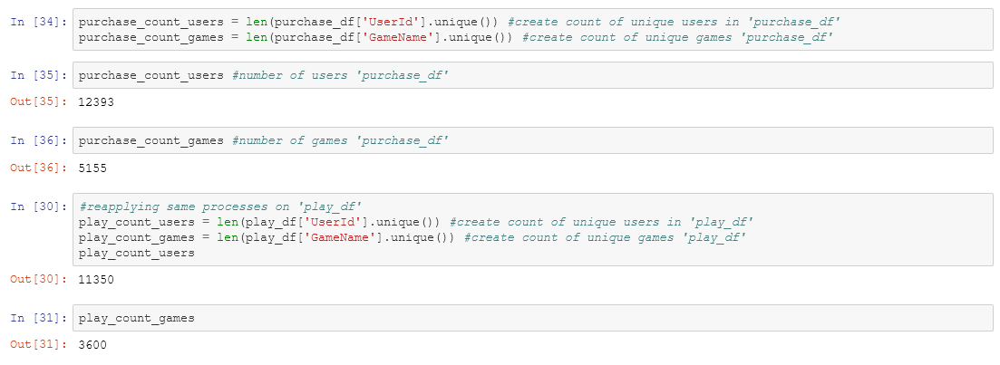 In [34]: purchase_count_users = len(purchase_df['UserId'].unique()) #create count of unique users in 'purchase_df'
purchase_count_games = len(purchase_df['GameName'].unique()) #create count of unique games 'purchase_df'
In [35]: purchase_count_users #number of users 'purchase_df'
Out[35]: 12393
In [36]: purchase_count_games #number of games 'purchase_df'
Out[36]: 5155
In [30]: #reapplying same processes on 'play_df'
play_count_users = len(play_df['UserId'].unique()) #create count of unique users in 'play_df'
play_count_games = len(play_df['GameName'].unique()) #create count of unique games 'play_df'
play_count_users
Out[30]: 11350
In [31]: play_count_games
Out[31]: 3600